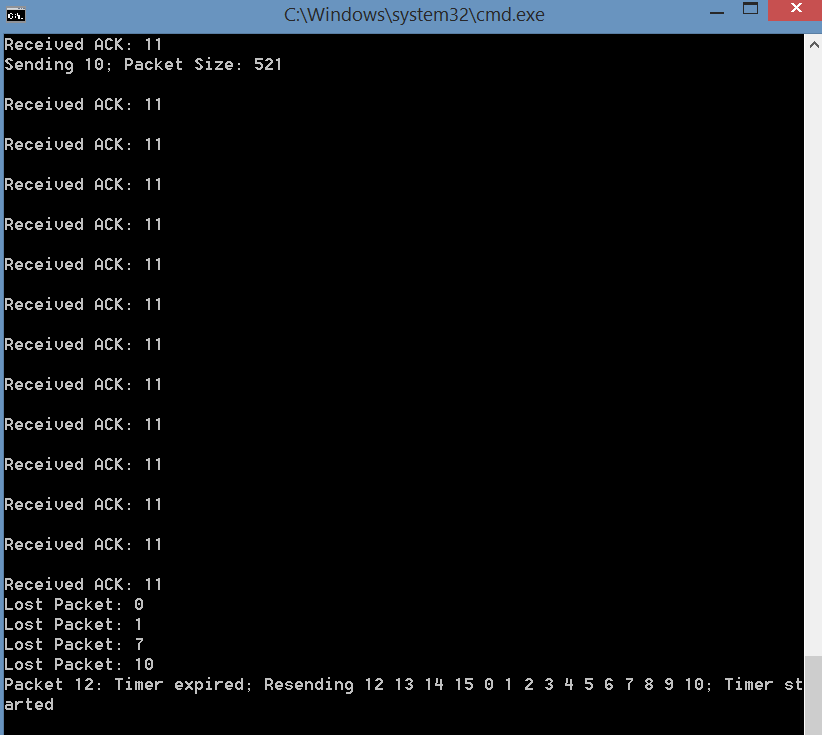 C:\Windows\system32\cmd.exe
Received ACK: 11
Sending 10; Packet Size: 521
Received ACK: 11
Received ACK: 11
Received ACK: 11
Received ACK: 11
Received ACK: 11
Received ACK: 11
Received ACK: 11
Received ACK: 11
Received ACK: 11
Received ACK: 11
Received ACK: 11
Received ACK: 11
Received ACK: 11
Lost Packet: 0
Lost Packet: 1
Lost Packet: 7
Lost Packet: 10
Packet 12: Timer expired; Resending 12 13 14 15 0 1 2 3 4 5 6 7 8 9 10; Timer st
arted